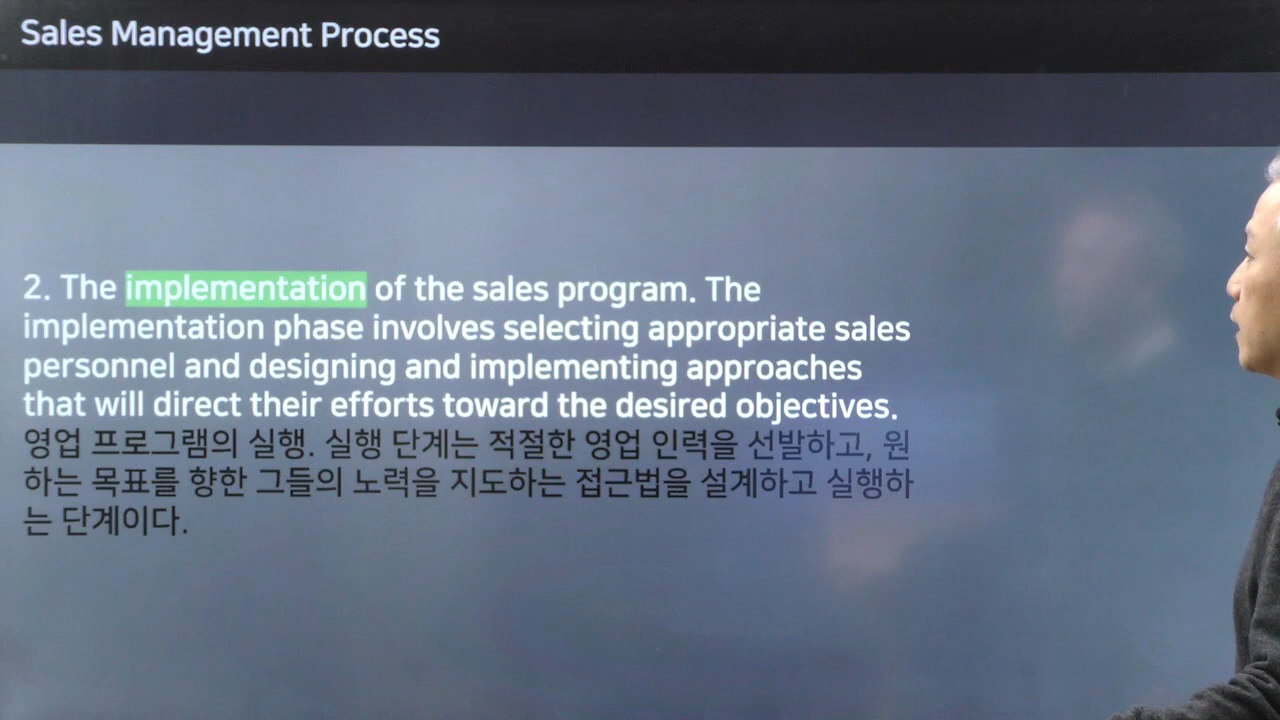 Sales Management Process
2. The implementation of the sales program. The
implementation phase involves selecting appropriate sales
personnel and designing and implementing approaches
that will direct their efforts toward the desired objectives.
영업 프로그램의 실행. 실행 단계는 적절한 영업 인력을 선발하고, 원
하는 목표를 향한 그들의 노력을 지도하는 접근법을 설계하고 실행하
는 단계이다.